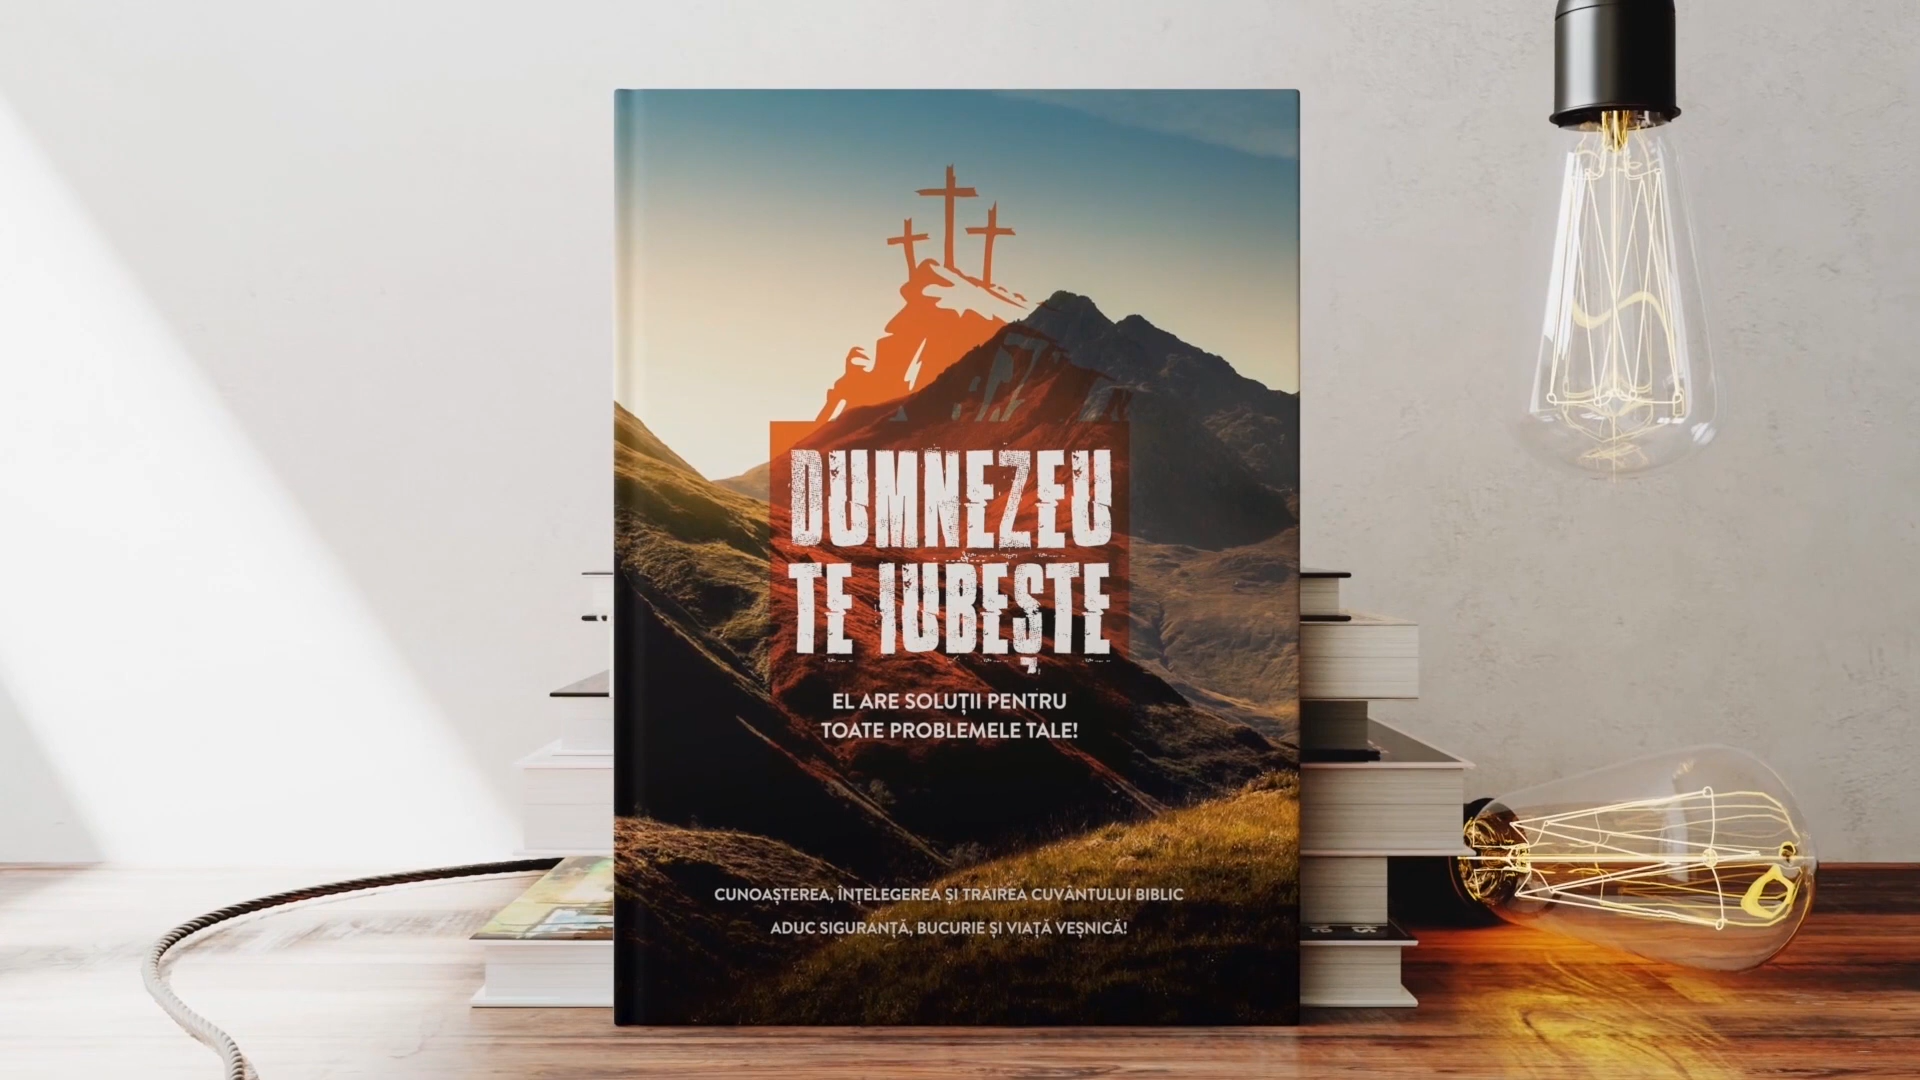 DUMNEZEU
TE IUBEȘTE
EL ARE SOLUȚII PENTRU
TOATE PROBLEMELE TALE!
CUNOAȘTEREA, ÎNȚELEGEREA ȘI TRĂIREA CUVÂNTULUI BIBLIC
ADUC SIGURANȚĂ, BUCURIE ȘI VIAȚĂ VEȘNICĂ!